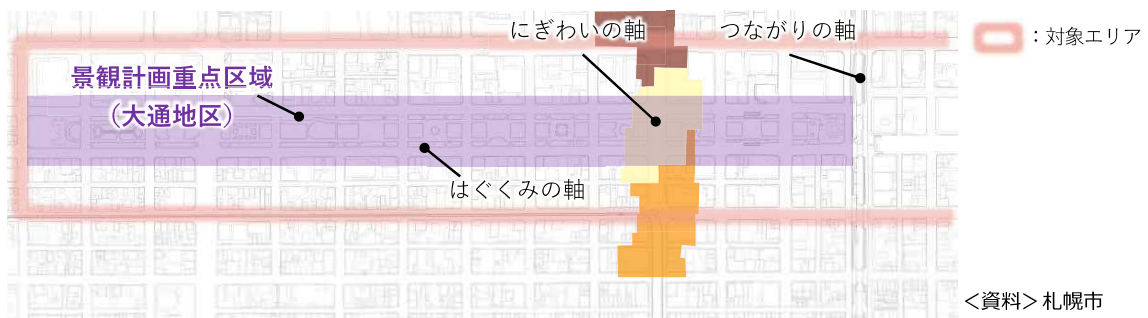 にぎわいの軸
つながりの軸
：対象エリア
景観計画重点区域
（大通地区）
はぐくみの軸
＜資料＞札幌市